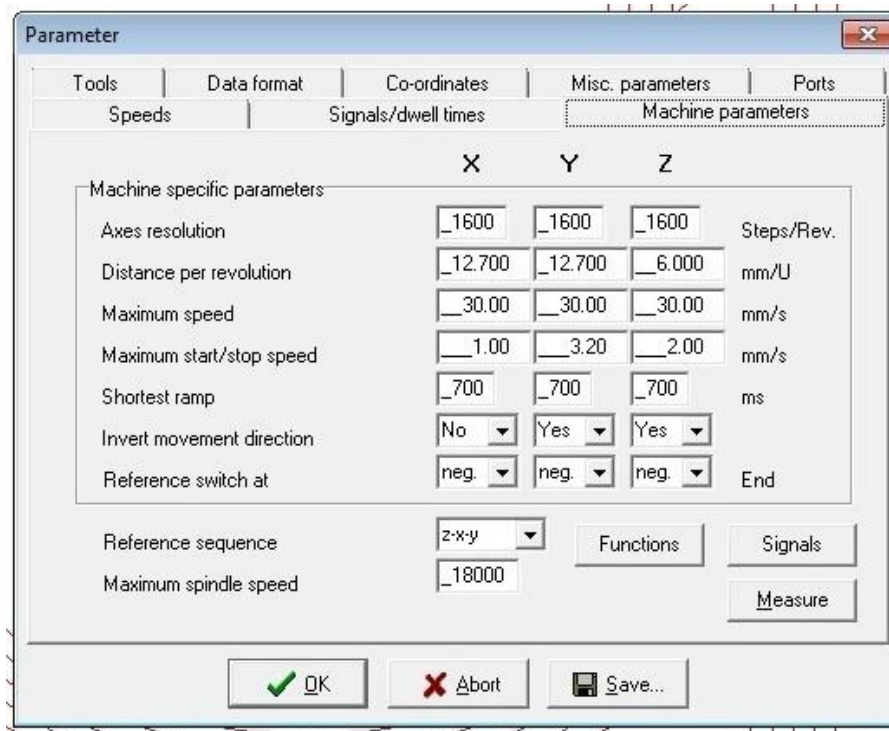 Parameter
Tools Data format Co-ordinates Misc. parameters Ports
Speeds Signals/dwell times Machine parameters
X Y Z
Machine specific parameters
Axes resolution _1600 _1600 _1600 Steps/Rev.
Distance per revolution _12.700 _12.700 __6.000 mm/U
Maximum speed __30.00 __30.00 __30.00 mm/s
Maximum start/stop speed ___1.00 ___3.20 ___2.00 mm/s
Shortest ramp _700 _700 _700 ms
Invert movement direction No Yes Yes
Reference switch at neg. neg. neg. End
Reference sequence z-x-y Functions Signals
Maximum spindle speed _18000
Measure
OK Abort Save...